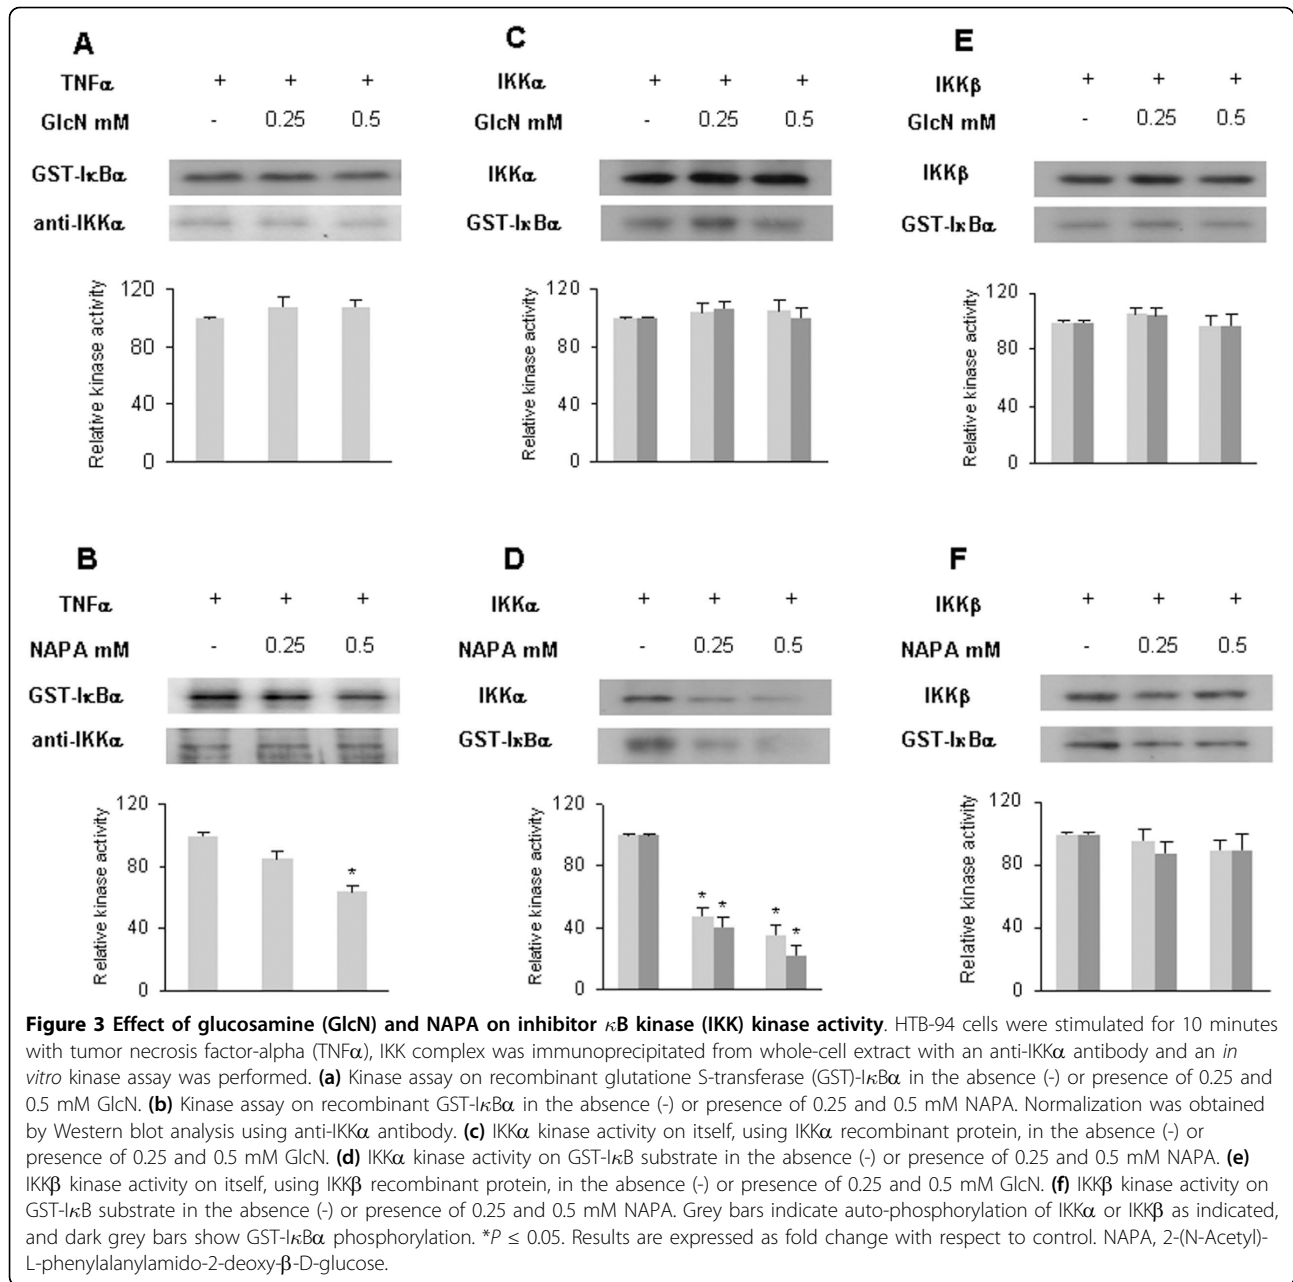 A
TNFα + + +
GlcN mM - 0.25 0.5
GST-IκBα
anti-IKKα
Relative kinase activity
120
80
40
0
C
IKKα + + +
GlcN mM - 0.25 0.5
IKKα
GST-IκBα
Relative kinase activity
120
80
40
0
E
IKKβ + + +
GlcN mM - 0.25 0.5
IKKβ
GST-IκBα
Relative kinase activity
120
80
40
0
B
TNFα + + +
NAPA mM - 0.25 0.5
GST-IκBα
anti-IKKα
Relative kinase activity
120
80
40
0
*
D
IKKα + + +
NAPA mM - 0.25 0.5
IKKα
GST-IκBα
Relative kinase activity
120
80
40
0
* * * *
F
IKKβ + + +
NAPA mM - 0.25 0.5
IKKβ
GST-IκBα
Relative kinase activity
120
80
40
0
Figure 3 Effect of glucosamine (GlcN) and NAPA on inhibitor κB kinase (IKK) kinase activity. HTB-94 cells were stimulated for 10 minutes
with tumor necrosis factor-alpha (TNFα), IKK complex was immunoprecipitated from whole-cell extract with an anti-IKKα antibody and an in
vitro kinase assay was performed. (a) Kinase assay on recombinant glutatione S-transferase (GST)-IκBα in the absence (-) or presence of 0.25 and
0.5 mM GlcN. (b) Kinase assay on recombinant GST-IκBα in the absence (-) or presence of 0.25 and 0.5 mM NAPA. Normalization was obtained
by Western blot analysis using anti-IKKα antibody. (c) IKKα kinase activity on itself, using IKKα recombinant protein, in the absence (-) or
presence of 0.25 and 0.5 mM GlcN. (d) IKKα kinase activity on GST-IκB substrate in the absence (-) or presence of 0.25 and 0.5 mM NAPA. (e)
IKKβ kinase activity on itself, using IKKβ recombinant protein, in the absence (-) or presence of 0.25 and 0.5 mM GlcN. (f) IKKβ kinase activity on
GST-IκB substrate in the absence (-) or presence of 0.25 and 0.5 mM NAPA. Grey bars indicate auto-phosphorylation of IKKα or IKKβ as indicated,
and dark grey bars show GST-IκBα phosphorylation. *P ≤ 0.05. Results are expressed as fold change with respect to control. NAPA, 2-(N-Acetyl)-
L-phenylalanylamido-2-deoxy-β-D-glucose.